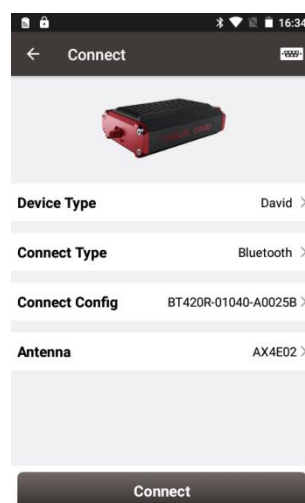 16:34
Connect
Device Type David
Connect Type Bluetooth
Connect Config BT420R-01040-A0025B
Antenna AX4E02
Connect